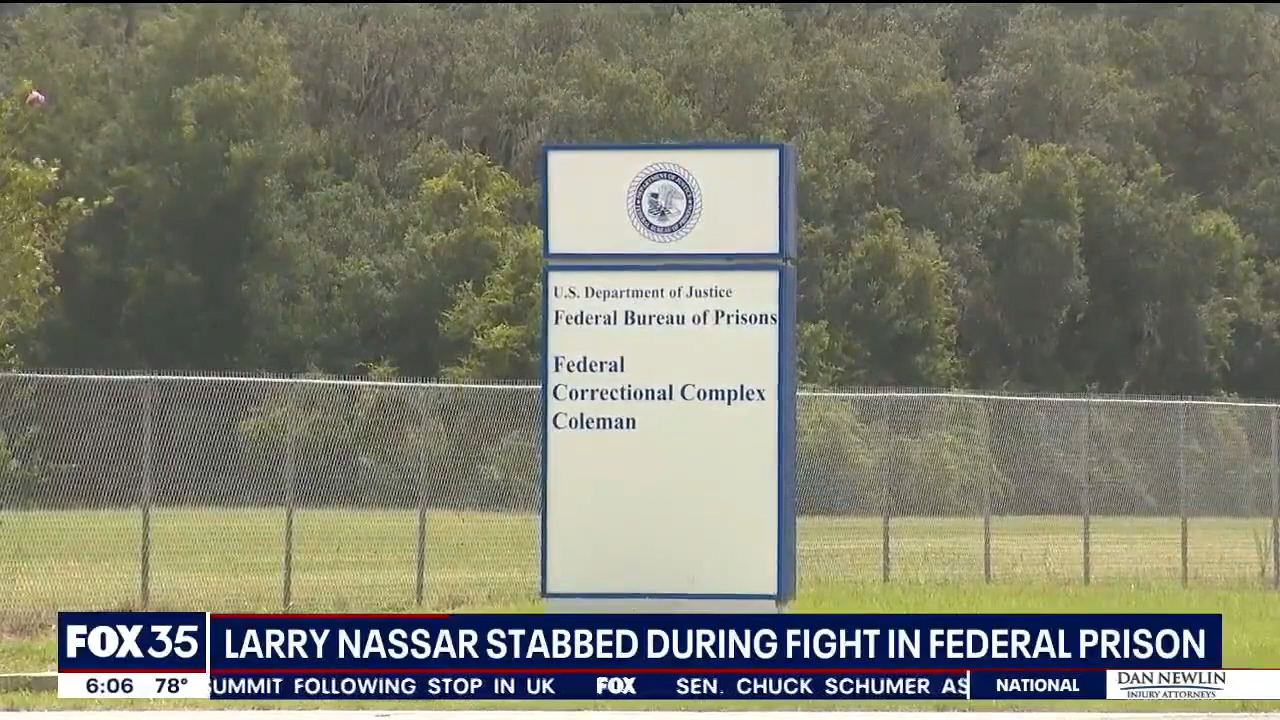 U.S. Department of Justice
Federal Bureau of Prisons
Federal
Correctional Complex
Coleman
FOX 35
LARRY NASSAR STABBED DURING FIGHT IN FEDERAL PRISON
6:06 78° SUMMIT FOLLOWING STOP IN UK FOX SEN. CHUCK SCHUMER AS NATIONAL
DAN NEWLIN
INJURY ATTORNEYS